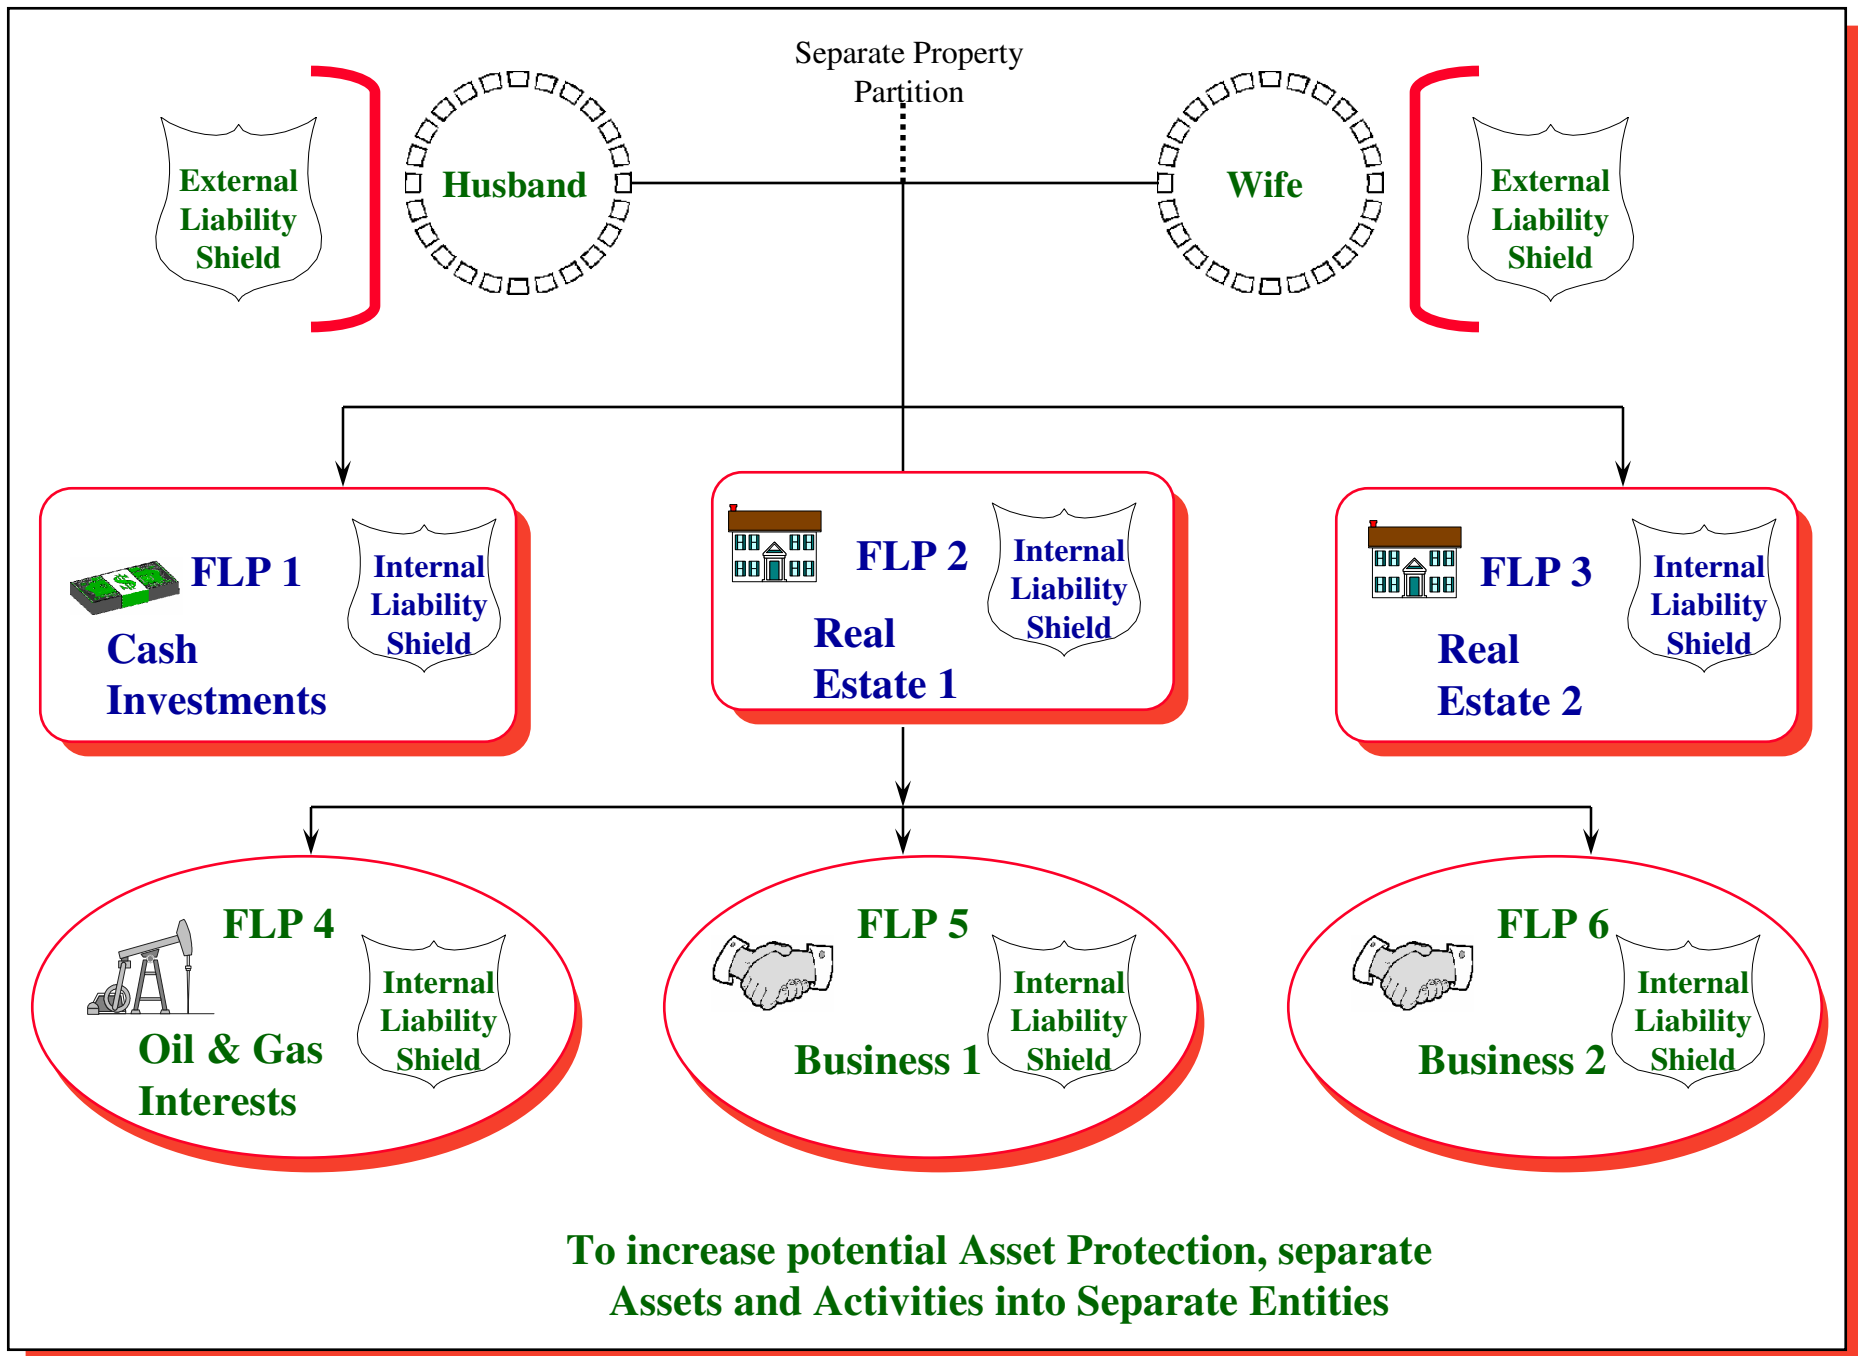 Separate Property
Partition
External
Liability
Shield
Husband
Wife
External
Liability
Shield
FLP 1
Internal
Liability
Shield
Cash
Investments
FLP 2
Internal
Liability
Shield
Real
Estate 1
FLP 3
Internal
Liability
Shield
Real
Estate 2
FLP 4
Internal
Liability
Shield
Oil & Gas
Interests
FLP 5
Internal
Liability
Shield
Business 1
FLP 6
Internal
Liability
Shield
Business 2
To increase potential Asset Protection, separate
Assets and Activities into Separate Entities